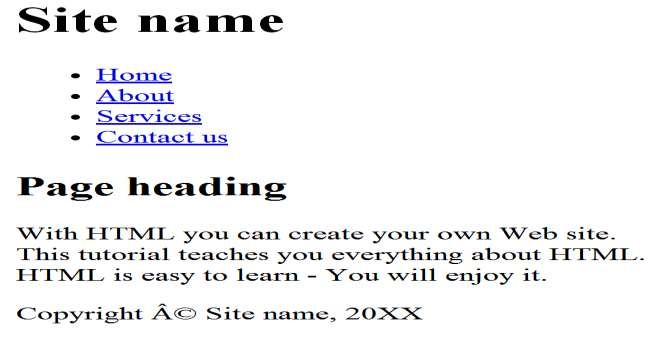 Site name
Home
About
Services
Contact us
Page heading
With HTML you can create your own Web site.
This tutorial teaches you everything about HTML.
HTML is easy to learn - You will enjoy it.
Copyright Â© Site name, 20XX